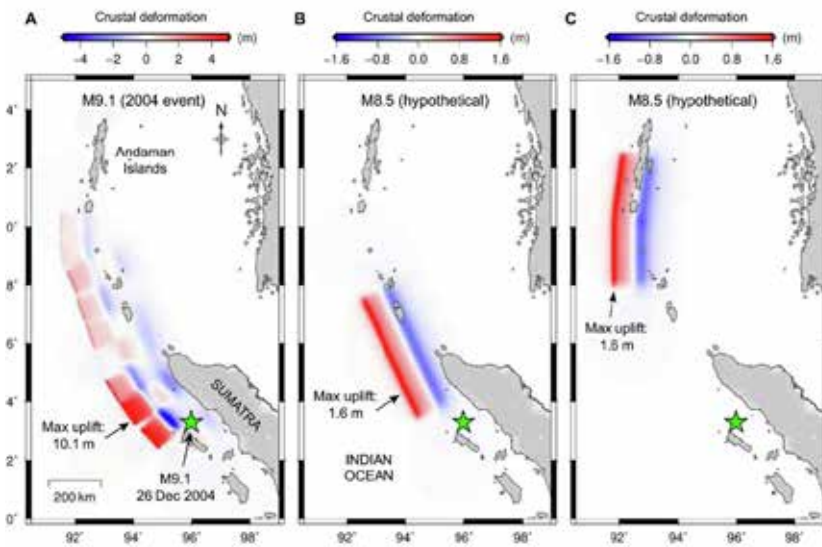 A
Crustal deformation
-4 -2 0 2 4 (m)
M9.1 (2004 event)
N
Andaman
Islands
SUMATRA
Max uplift:
10.1 m
M9.1
26 Dec 2004
200 km
4˚
2˚
0˚
8˚
6˚
4˚
2˚
0˚
92˚ 94˚ 96˚ 98˚
B
Crustal deformation
-1.6 -0.8 0.0 0.8 1.6 (m)
M8.5 (hypothetical)
Max uplift:
1.6 m
INDIAN
OCEAN
92˚ 94˚ 96˚ 98˚
C
Crustal deformation
-1.6 -0.8 0.0 0.8 1.6 (m)
M8.5 (hypothetical)
Max uplift:
92˚ 94˚ 96˚ 98˚